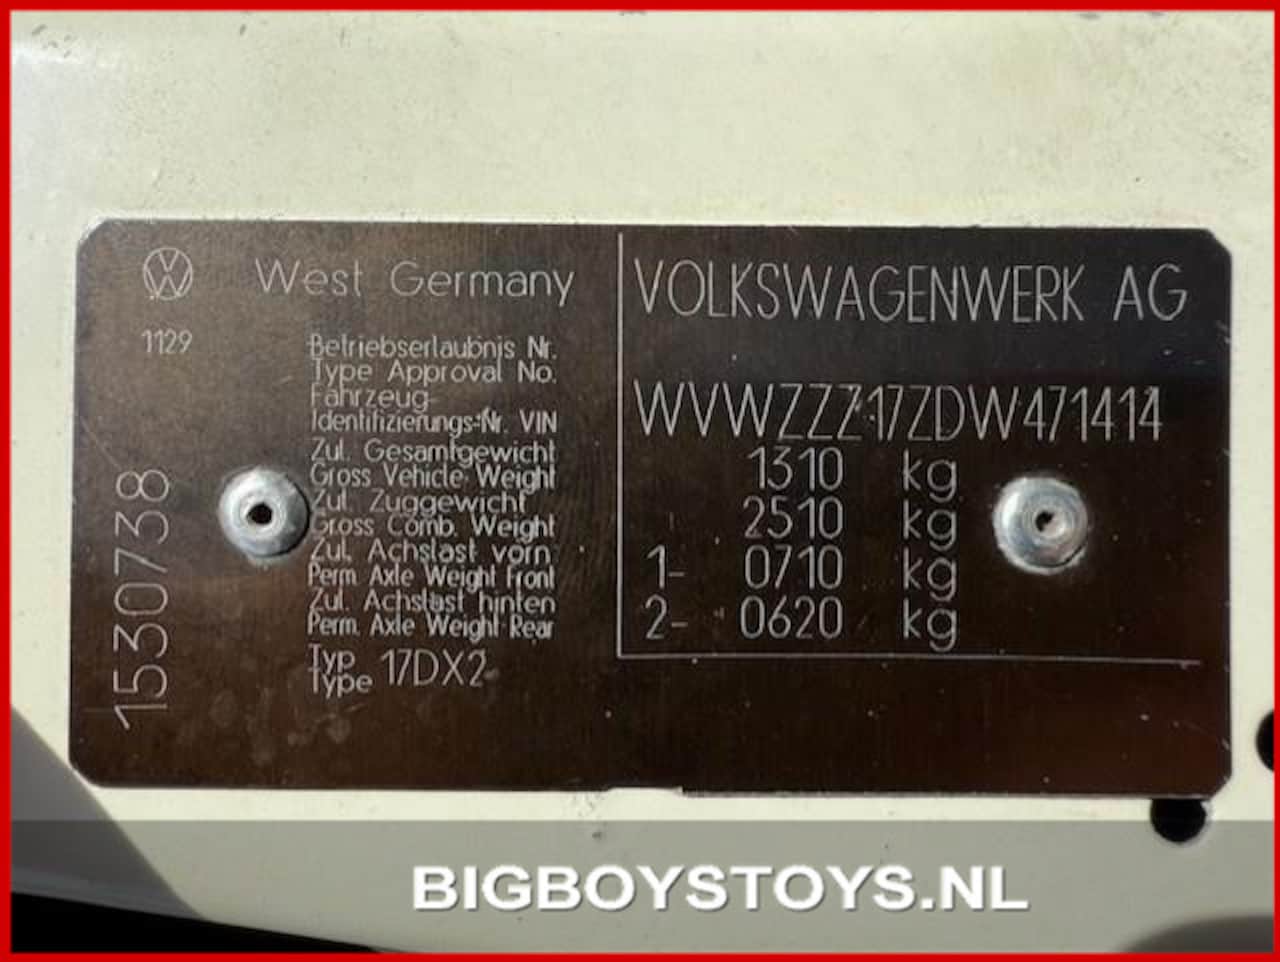 West Germany
1129
Betriebserlaubnis Nr.
Type Approval No.
Fahrzeug-
Identifizierungs-Nr. VIN
Zul. Gesamtgewicht
Gross Vehicle Weight
Zul. Zuggewicht
Gross Comb. Weight
Zul. Achslast vorn
Perm. Axle Weight Front
Zul. Achslast hinten
Perm. Axle Weight Rear
Typ
Type 17DX2
1530738
VOLKSWAGENWERK AG
WVWZZZ17ZDW471414
1310 kg
2510 kg
1- 0710 kg
2- 0620 kg
BIGBOYSTOYS.NL